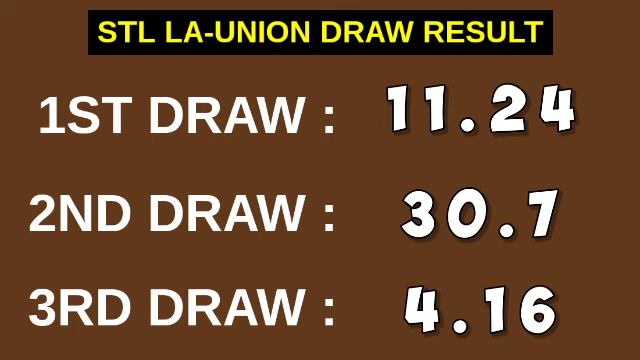 STL LA-UNION DRAW RESULT
1ST DRAW : 11.24
2ND DRAW : 30.7
3RD DRAW : 4.16